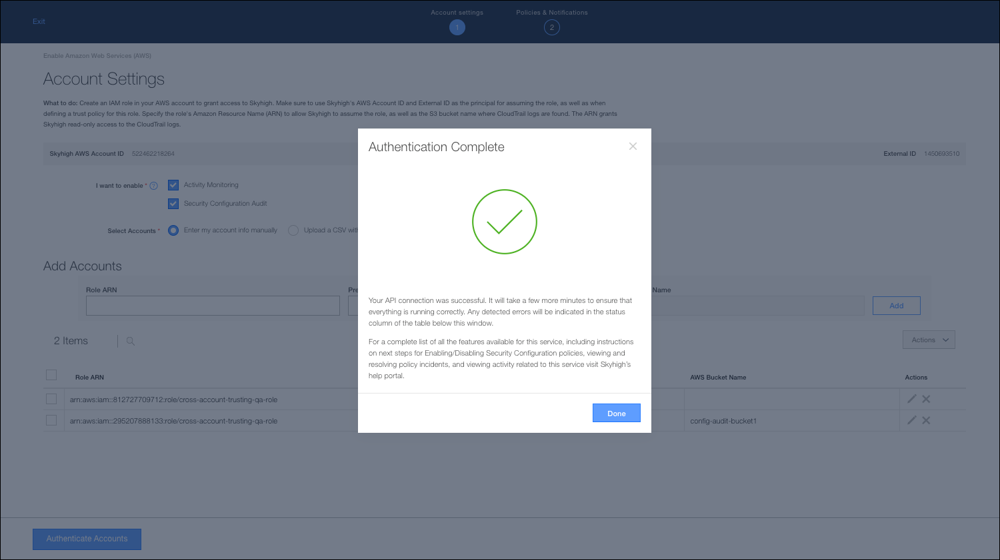 Exit
Account settings
1
Policies & Notifications
2
Enable Amazon Web Services (AWS)
Account Settings
What to do: Create an IAM role in your AWS account to grant access to Skyhigh. Make sure to use Skyhigh's AWS Account ID and External ID as the principal for assuming the role, as well as when
defining a trust policy for this role. Specify the role's Amazon Resource Name (ARN) to allow Skyhigh to assume the role, as well as the S3 bucket name where CloudTrail logs are found. The ARN grants
Skyhigh read-only access to the CloudTrail logs.
Skyhigh AWS Account ID 522462218264
External ID 1450693510
I want to enable * ?
Activity Monitoring
Security Configuration Audit
Select Accounts *
Enter my account info manually
Upload a CSV with
Add Accounts
Role ARN
Pre
Name
Add
2 Items
Actions
Role ARN
AWS Bucket Name
Actions
arn:aws:iam::812727709712:role/cross-account-trusting-qa-role
arn:aws:iam::295207888133:role/cross-account-trusting-qa-role
config-audit-bucket1
Authenticate Accounts
Authentication Complete
Your API connection was successful. It will take a few more minutes to ensure that
everything is running correctly. Any detected errors will be indicated in the status
column of the table below this window.
For a complete list of all the features available for this service, including instructions
on next steps for Enabling/Disabling Security Configuration policies, viewing and
resolving policy incidents, and viewing activity related to this service visit Skyhigh's
help portal.
Done